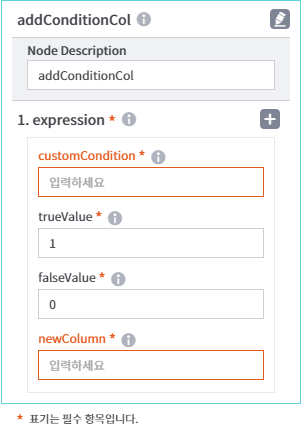 addConditionCol
Node Description
addConditionCol
1. expression *
customCondition *
입력하세요
trueValue *
1
falseValue *
0
newColumn *
입력하세요
* 표기는 필수 항목입니다.